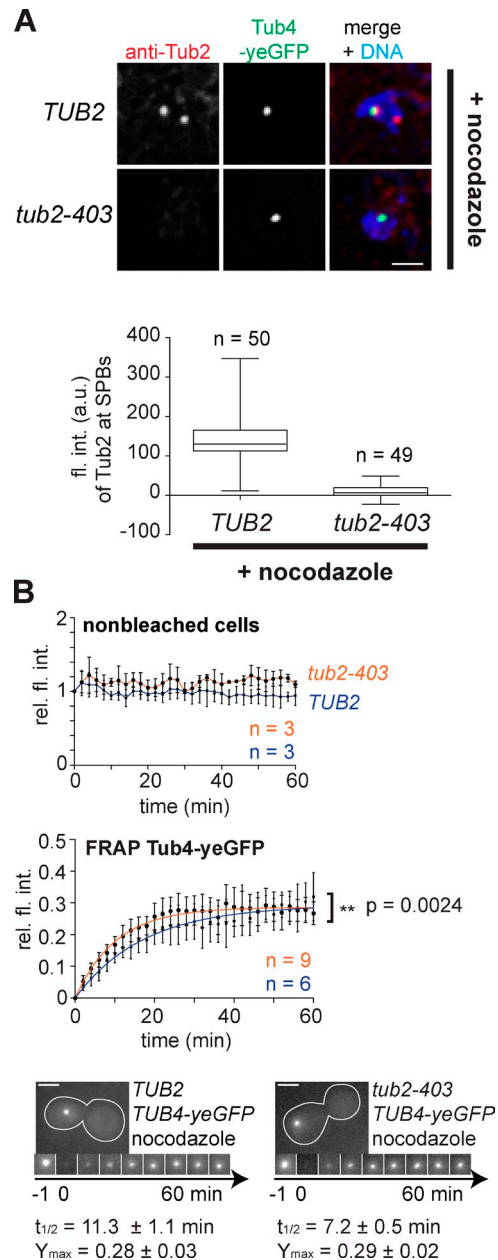 A
anti-Tub2
Tub4
-yeGFP
merge
+ DNA
TUB2
tub2-403
+ nocodazole
fl. int. (a.u.)
of Tub2 at SPBs
400
300
200
100
0
-100
n = 50
n = 49
TUB2
tub2-403
+ nocodazole
B
nonbleached cells
rel. fl. int.
2
1
0
tub2-403
TUB2
n = 3
n = 3
0
20
40
60
time (min)
FRAP Tub4-yeGFP
rel. fl. int.
0.5
0.4
0.3
0.2
0.1
0
** p = 0.0024
n = 9
n = 6
0
20
40
60
time (min)
TUB2
TUB4-yeGFP
nocodazole
-1 0 60 min
t1/2 = 11.3 ± 1.1 min
Ymax = 0.28 ± 0.03
tub2-403
TUB4-yeGFP
nocodazole
-1 0 60 min
t1/2 = 7.2 ± 0.5 min
Ymax = 0.29 ± 0.02